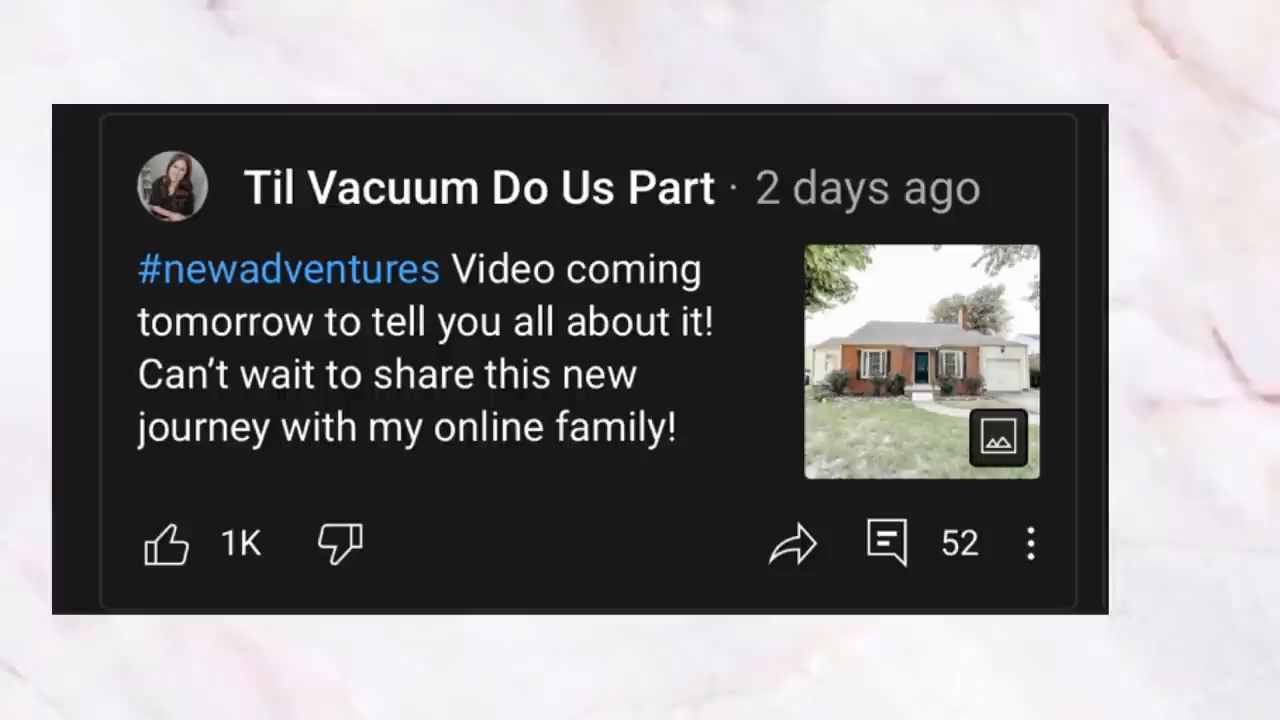 Til Vacuum Do Us Part · 2 days ago
#newadventures Video coming
tomorrow to tell you all about it!
Can’t wait to share this new
journey with my online family!
1K
52